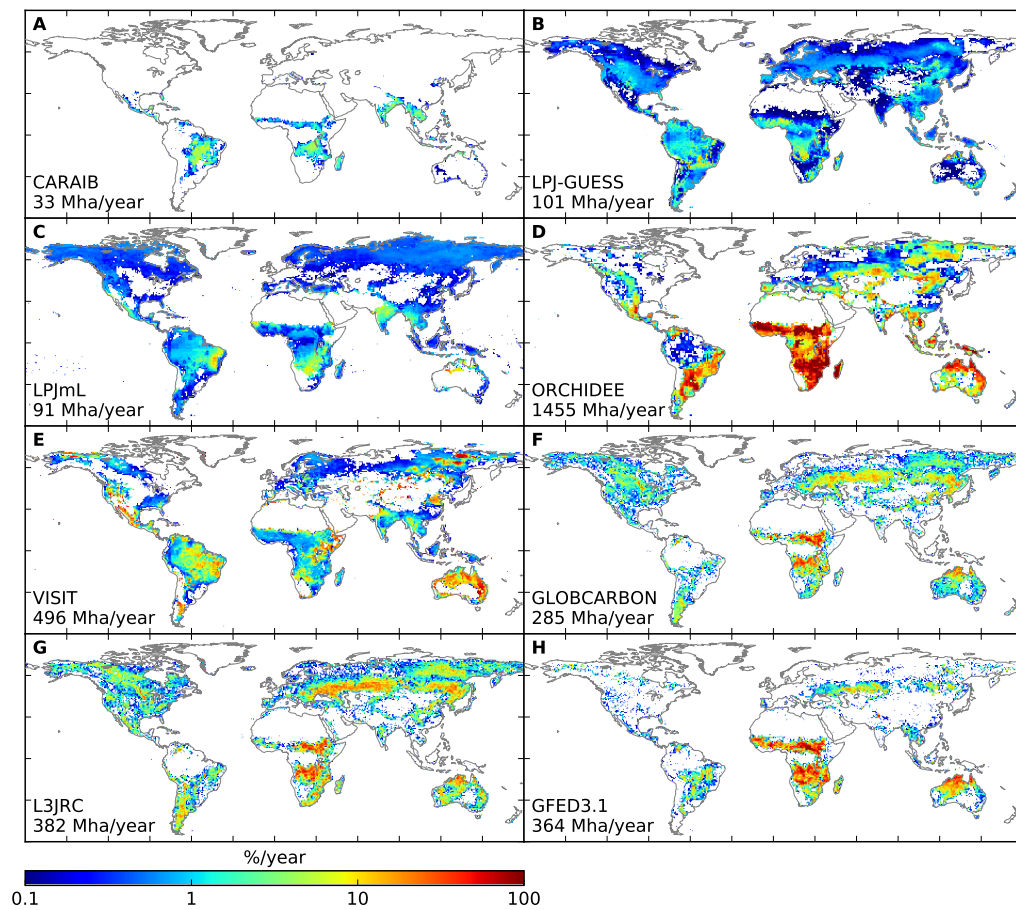 A
CARAIB
33 Mha/year
B
LPJ-GUESS
101 Mha/year
C
LPJmL
91 Mha/year
D
ORCHIDEE
1455 Mha/year
E
VISIT
496 Mha/year
F
GLOBCARBON
285 Mha/year
G
L3JRC
382 Mha/year
H
GFED3.1
364 Mha/year
%/year
0.1 1 10 100